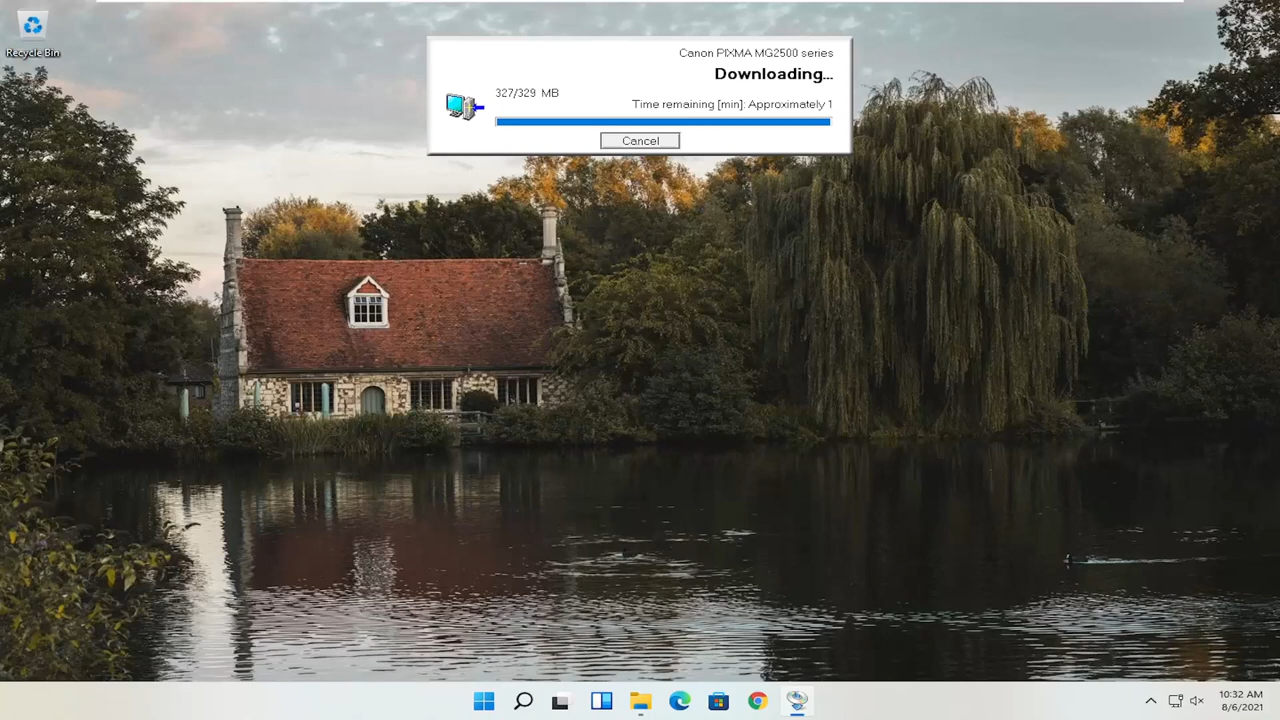 Recycle Bin
Canon PIXMA MG2500 series
Downloading...
327/329 MB
Time remaining [min]: Approximately 1
Cancel
10:32 AM
8/6/2021